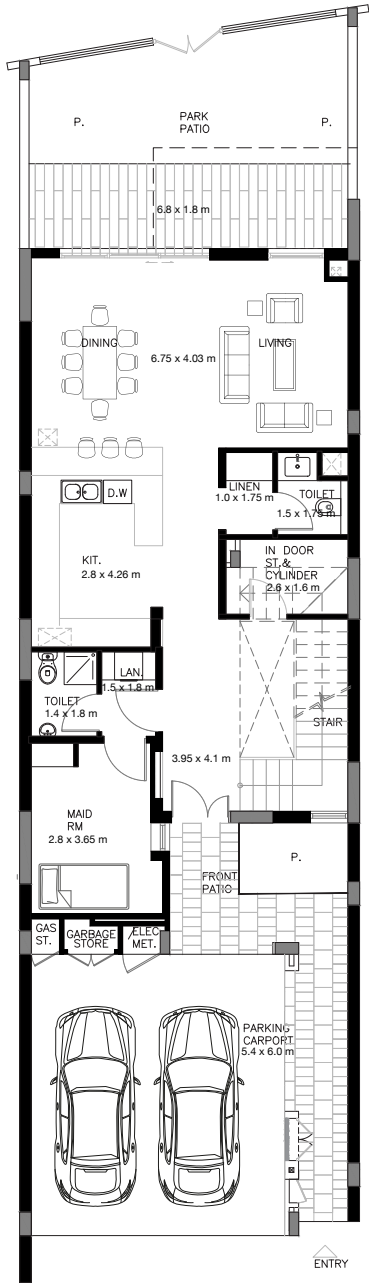 P.
PARK
PATIO
P.
6.8 x 1.8 m
DINING
LIVING
6.75 x 4.03 m
LINEN
1.0 x 1.75 m
TOILET
1.5 x 1.75 m
D.W
KIT.
2.8 x 4.26 m
IN DOOR
ST.&
CYLINDER
2.6 x 1.6 m
LAN.
1.5 x 1.8 m
TOILET
1.4 x 1.8 m
STAIR
3.95 x 4.1 m
MAID
RM
2.8 x 3.65 m
P.
FRONT
PATIO
GAS
ST.
GARBAGE
STORE
ELEC
MET.
PARKING
CARPORT
5.4 x 6.0 m
ENTRY